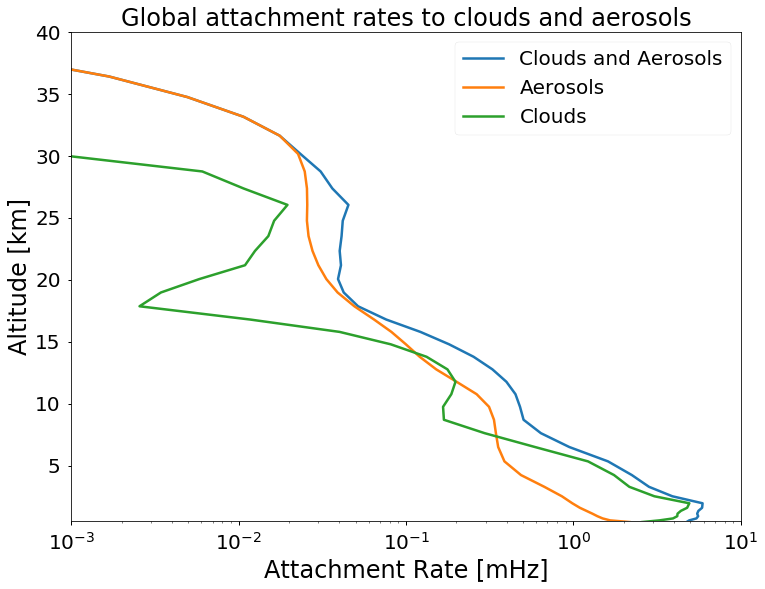 Global attachment rates to clouds and aerosols
Clouds and Aerosols
Aerosols
Clouds
40
35
30
25
20
15
10
5
Altitude [km]
10⁻³ 10⁻² 10⁻¹ 10⁰ 10¹
Attachment Rate [mHz]